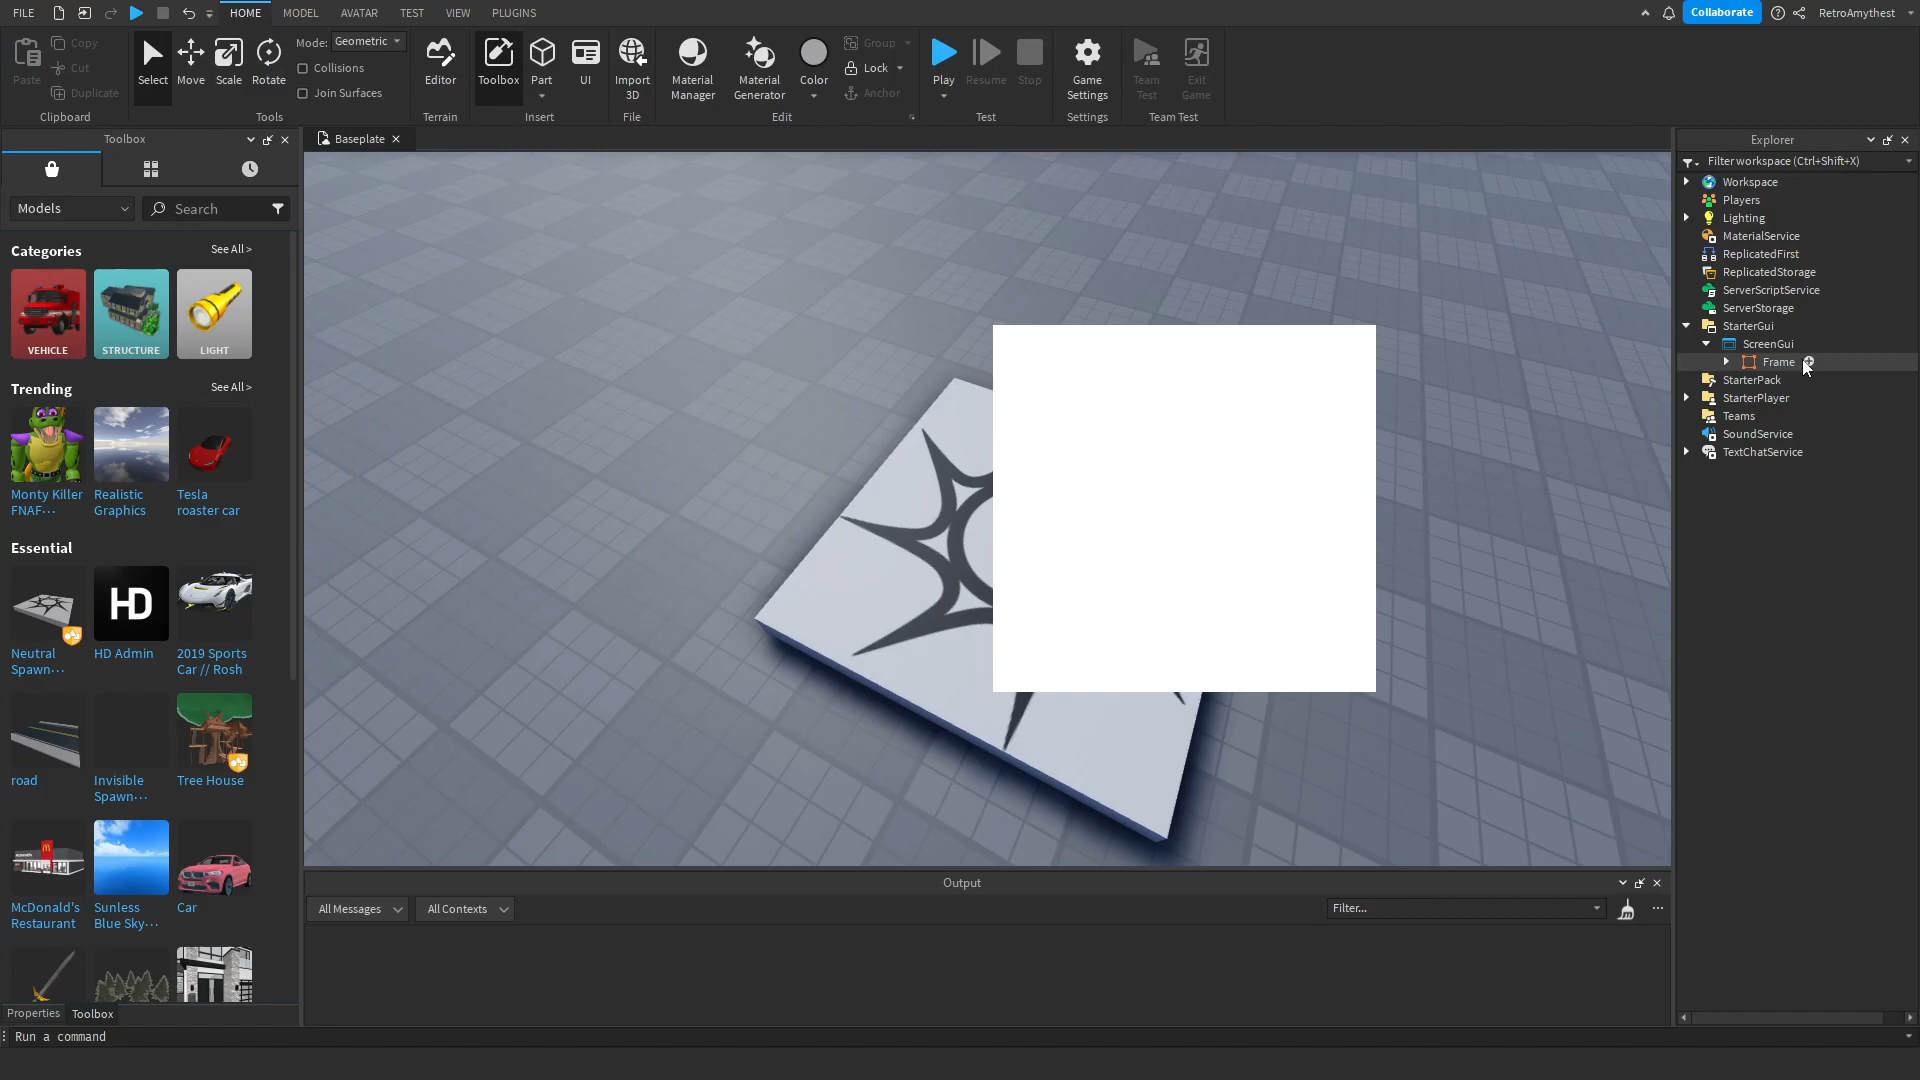 FILE
HOME
MODEL
AVATAR
TEST
VIEW
PLUGINS
Collaborate
RetroAmythest
Paste
Copy
Cut
Duplicate
Clipboard
Select
Move
Scale
Rotate
Mode: Geometric
Collisions
Join Surfaces
Tools
Editor
Terrain
Toolbox
Part
UI
Insert
Import
3D
File
Material
Manager
Material
Generator
Color
Group
Lock
Anchor
Edit
Play
Resume
Stop
Test
Game
Settings
Settings
Team
Test
Exit
Game
Team Test
Toolbox
Models
Search
Categories
See All >
VEHICLE
STRUCTURE
LIGHT
Trending
See All >
Monty Killer
FNAF...
Realistic
Graphics
Tesla
roaster car
Essential
HD
Neutral
Spawn...
HD Admin
2019 Sports
Car // Rosh
road
Invisible
Spawn...
Tree House
McDonald's
Restaurant
Sunless
Blue Sky...
Car
Properties
Toolbox
Run a command
Baseplate
Output
All Messages
All Contexts
Filter...
Explorer
Filter workspace (Ctrl+Shift+X)
Workspace
Players
Lighting
MaterialService
ReplicatedFirst
ReplicatedStorage
ServerScriptService
ServerStorage
StarterGui
ScreenGui
Frame
StarterPack
StarterPlayer
Teams
SoundService
TextChatService